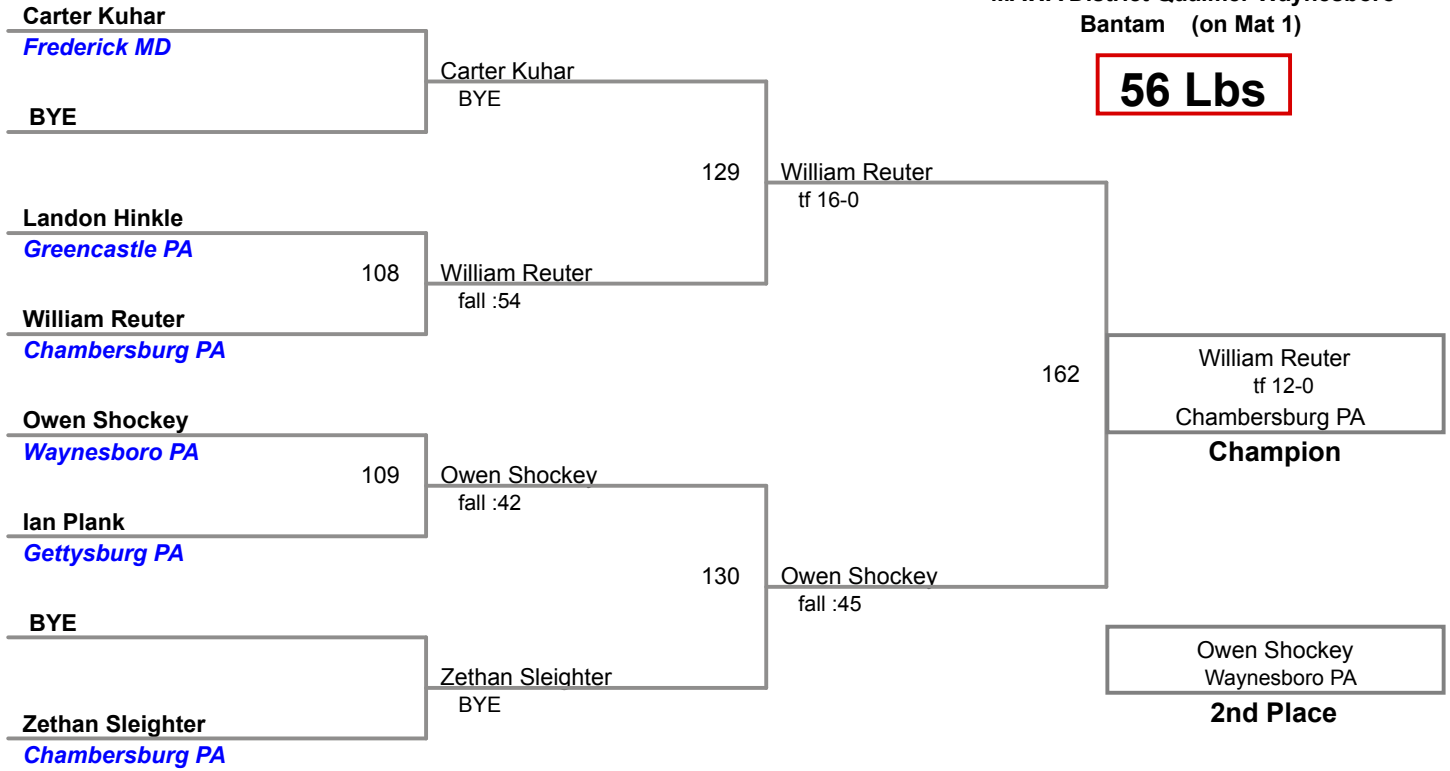 Bantam (on Mat 1)
56 Lbs
Carter Kuhar
Frederick MD
BYE
Landon Hinkle
Greencastle PA
William Reuter
Chambersburg PA
Owen Shockey
Waynesboro PA
Ian Plank
Gettysburg PA
BYE
Zethan Sleighter
Chambersburg PA
Carter Kuhar
BYE
108
William Reuter
fall :54
109
Owen Shockey
fall :42
Zethan Sleighter
BYE
129
William Reuter
tf 16-0
130
Owen Shockey
fall :45
162
William Reuter
tf 12-0
Chambersburg PA
Champion
Owen Shockey
Waynesboro PA
2nd Place